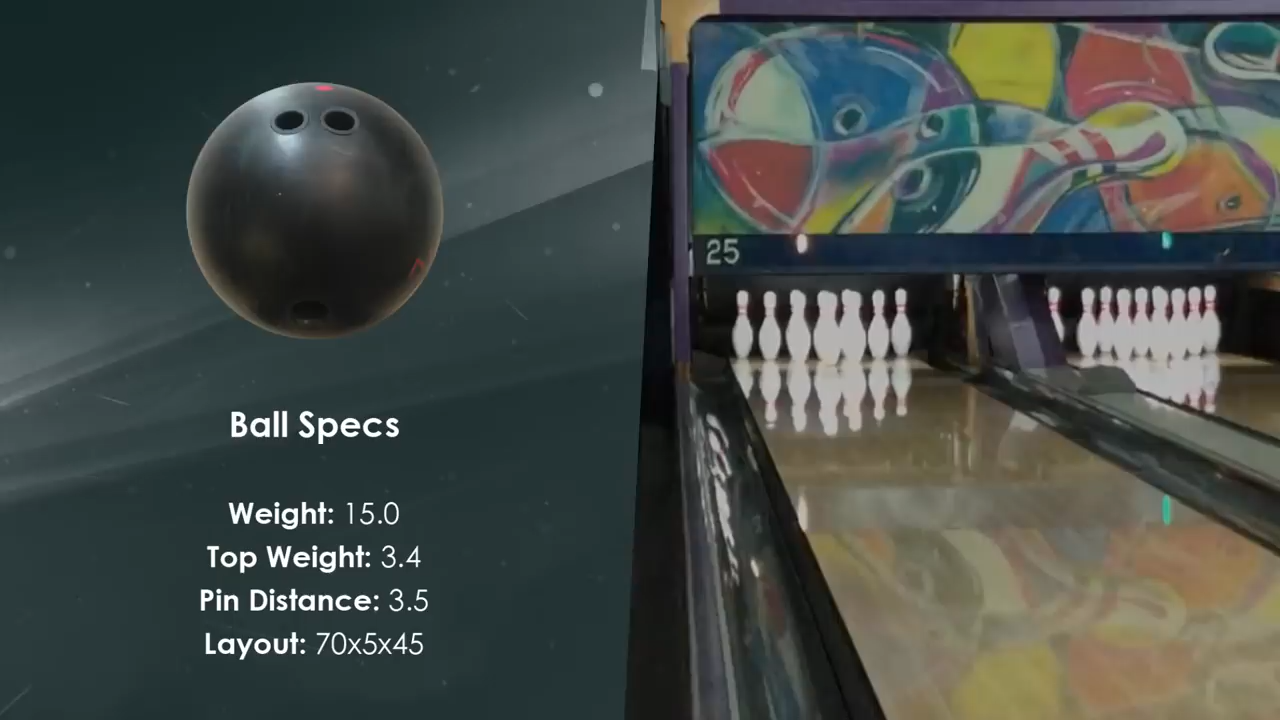 Ball Specs
Weight: 15.0
Top Weight: 3.4
Pin Distance: 3.5
Layout: 70x5x45
25